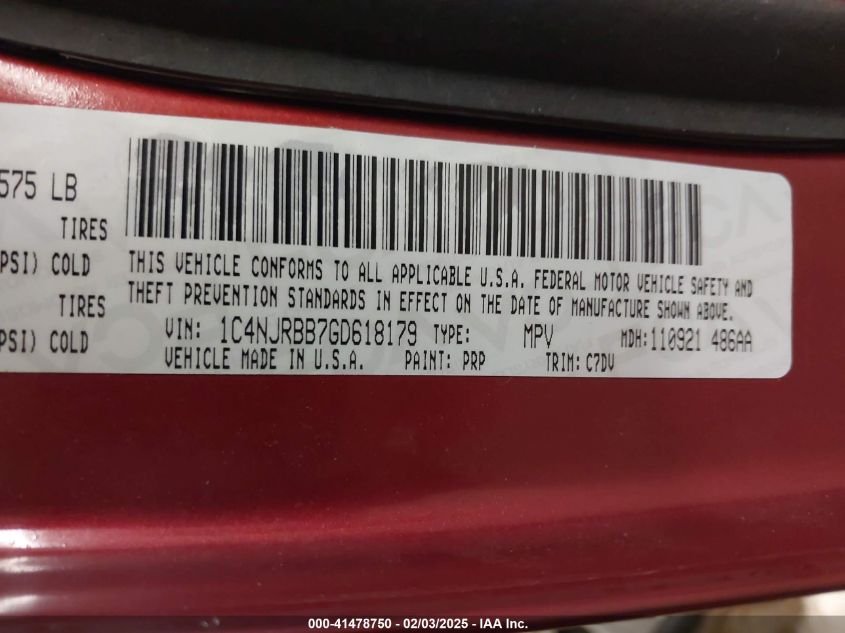 575 LB
TIRES
PSI) COLD
TIRES
PSI) COLD
THIS VEHICLE CONFORMS TO ALL APPLICABLE U.S.A. FEDERAL MOTOR VEHICLE SAFETY AND
THEFT PREVENTION STANDARDS IN EFFECT ON THE DATE OF MANUFACTURE SHOWN ABOVE.
VIN: 1C4NJRBB7GD618179 TYPE: MPV MDH: 110921 486AA
VEHICLE MADE IN U.S.A. PAINT: PRP TRIM: C7DV
000-41478750 - 02/03/2025 - IAA Inc.